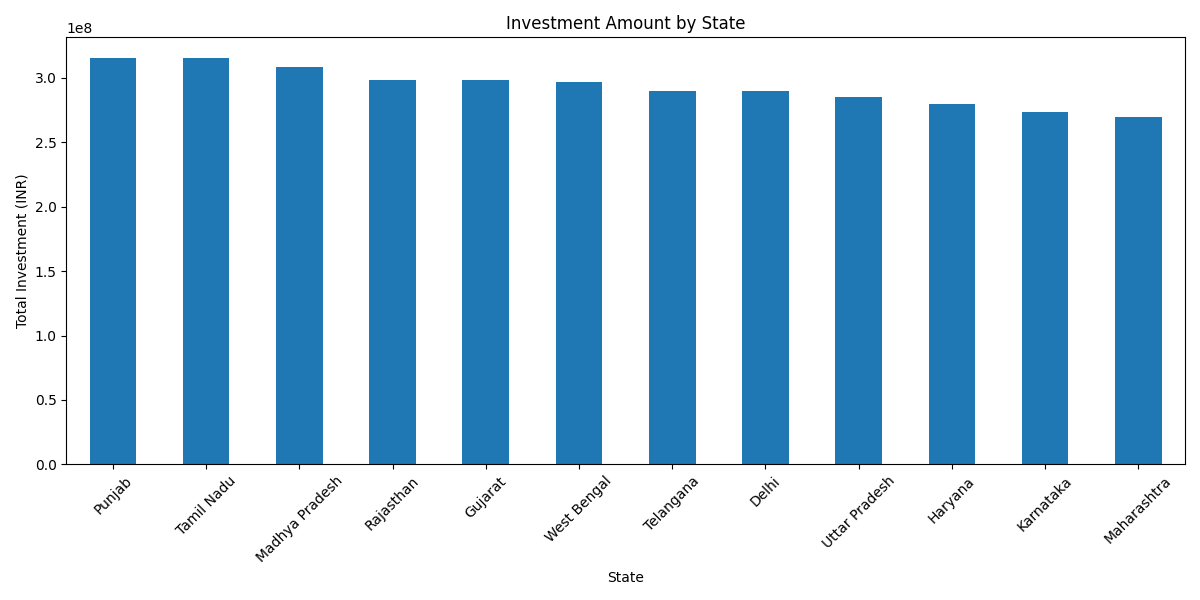 Investment Amount by State
1e8
3.0
2.5
2.0
1.5
1.0
0.5
0.0
Total Investment (INR)
Punjab
Tamil Nadu
Madhya Pradesh
Rajasthan
Gujarat
West Bengal
Telangana
Delhi
Uttar Pradesh
Haryana
Karnataka
Maharashtra
State